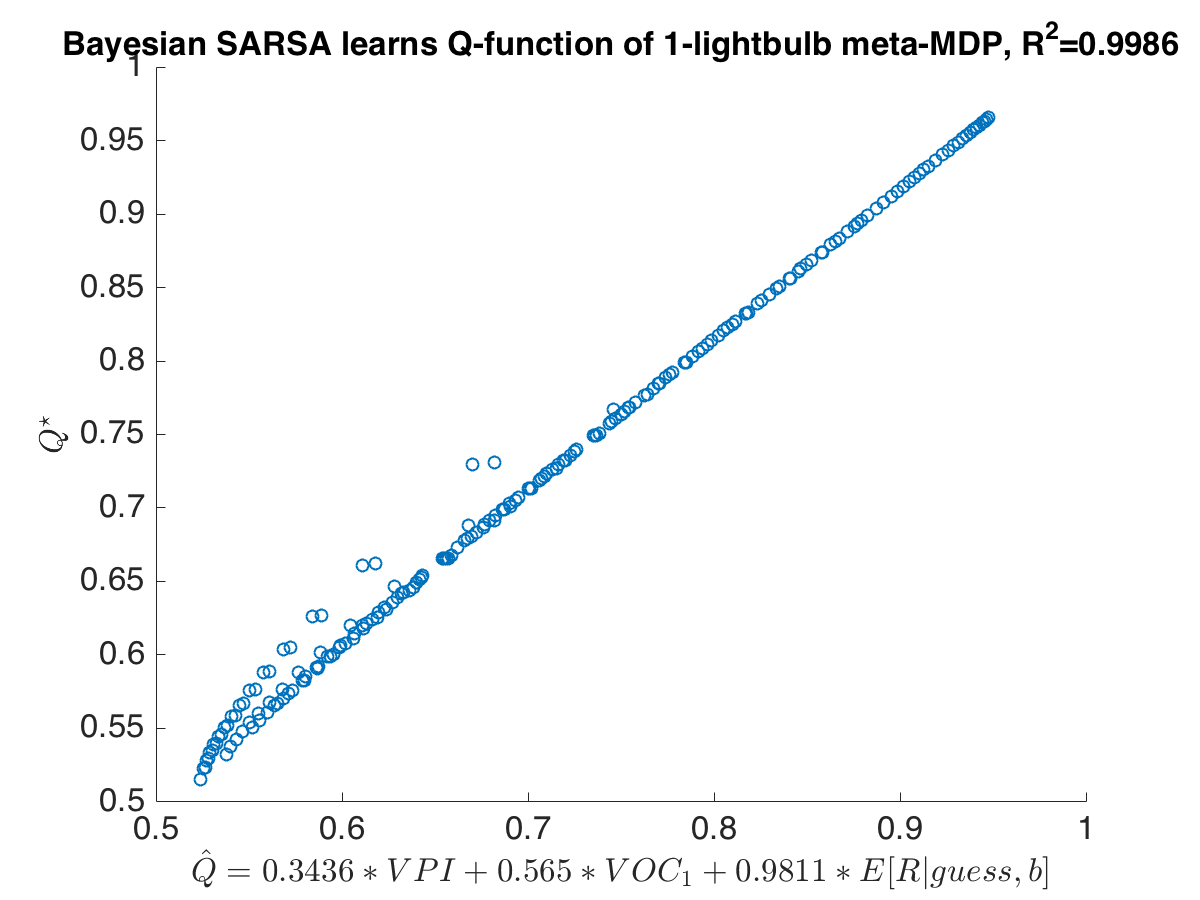 Bayesian SARSA learns Q-function of 1-lightbulb meta-MDP, R²=0.9986
1
0.95
0.9
0.85
0.8
0.75
0.7
0.65
0.6
0.55
0.5
Q⋆
0.5 0.6 0.7 0.8 0.9 1
Q̂ = 0.3436 ∗ VPI + 0.565 ∗ VOC₁ + 0.9811 ∗ E[R|guess, b]